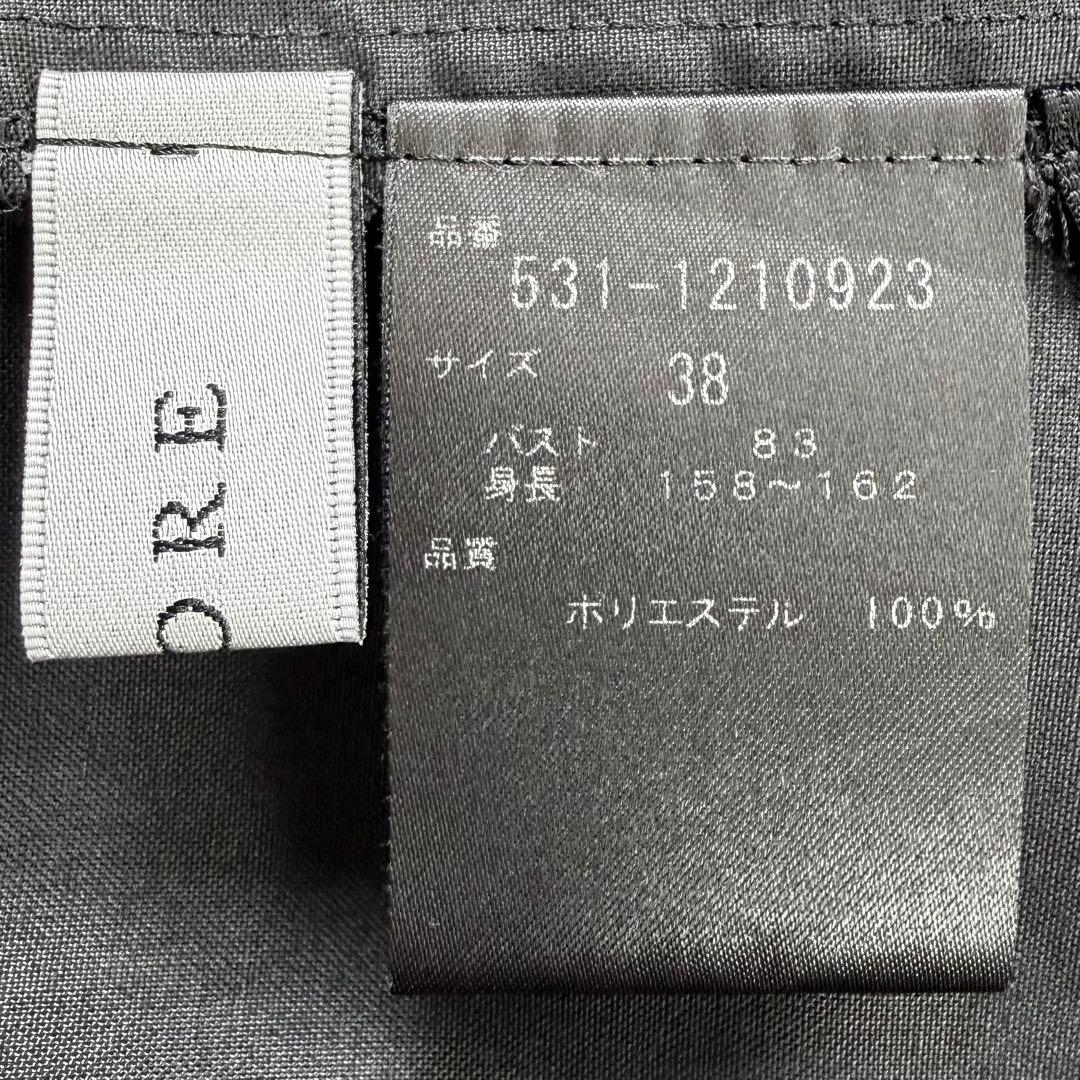 ORE
品番
531-1210923
サイズ 38
バスト 83
身長 158~162
品質
ポリエステル 100%